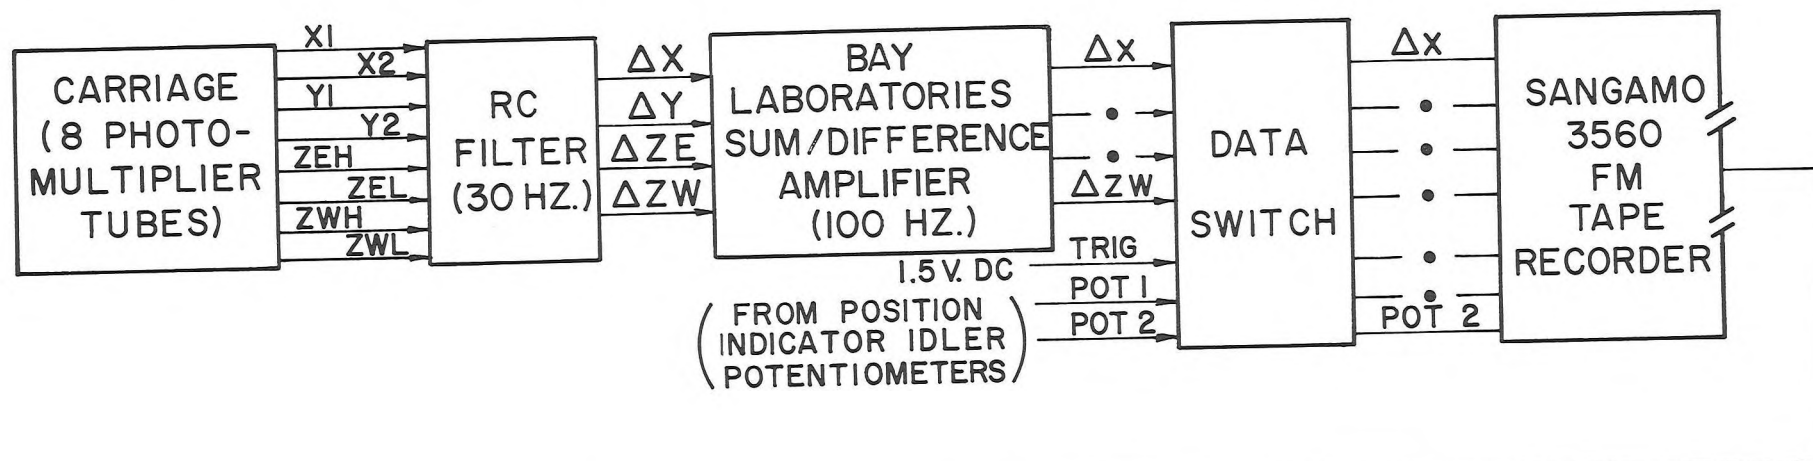 CARRIAGE
(8 PHOTO-
MULTIPLIER
TUBES)
X1
X2
Y1
Y2
ZEH
ZEL
ZWH
ZWL
RC
FILTER
(30 HZ.)
ΔX
ΔY
ΔZE
ΔZW
BAY
LABORATORIES
SUM/DIFFERENCE
AMPLIFIER
(100 HZ.)
ΔX
ΔZW
1.5V. DC
TRIG
POT 1
POT 2
(FROM POSITION
INDICATOR IDLER
POTENTIOMETERS)
DATA
SWITCH
ΔX
POT 2
SANGAMO
3560
FM
TAPE
RECORDER